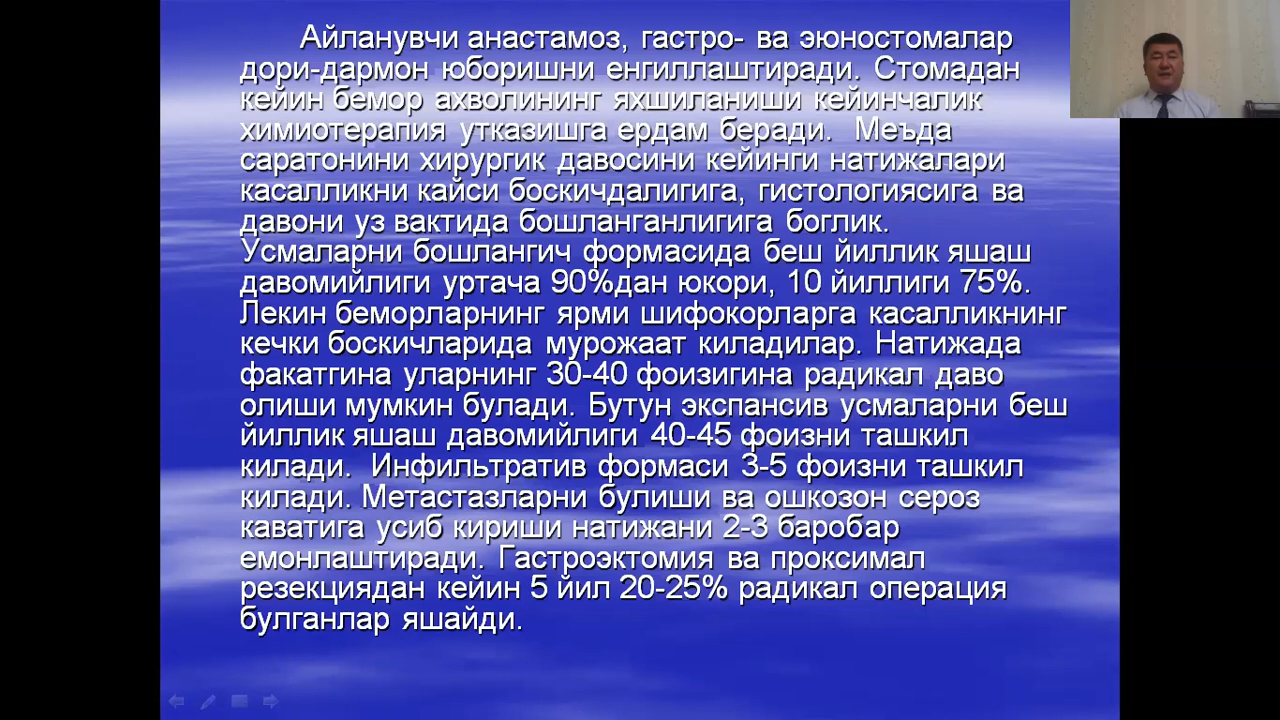 Айланувчи анастамоз, гастро- ва эюностомалар
дори-дармон юборишни енгиллаштиради. Стомадан
кейин бемор ахволининг яхшиланиши кейинчалик
химиотерапия утказишга ердам беради. Меъда
саратонини хирургик давосини кейинги натижалари
касалликни кайси боскичдалигига, гистологиясига ва
давони уз вактида бошланганлигига боглик.
Усмаларни бошлангич формасида беш йиллик яшаш
давомийлиги уртача 90%дан юкори, 10 йиллиги 75%.
Лекин беморларнинг ярми шифокорларга касалликнинг
кечки боскичларида мурожаат киладилар. Натижада
факатгина уларнинг 30-40 фоизигина радикал даво
олиши мумкин булади. Бутун экспансив усмаларни беш
йиллик яшаш давомийлиги 40-45 фоизни ташкил
килади. Инфильтратив формаси 3-5 фоизни ташкил
килади. Метастазларни булиши ва ошкозон сероз
каватига усиб кириши натижани 2-3 баробар
емонлаштиради. Гастроэктомия ва проксимал
резекциядан кейин 5 йил 20-25% радикал операция
булганлар яшайди.